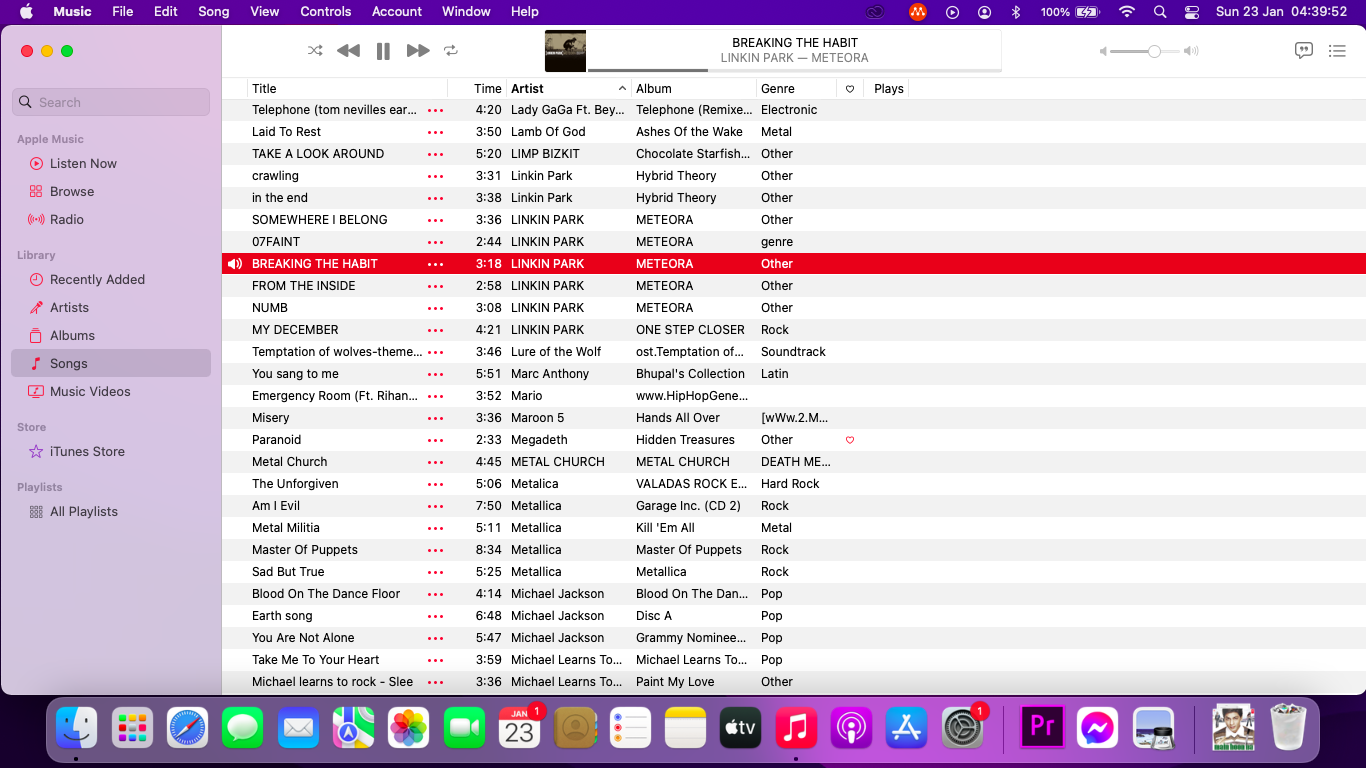 Music File Edit Song View Controls Account Window Help 100% Sun 23 Jan 04:39:52
BREAKING THE HABIT
LINKIN PARK — METEORA
Search
Apple Music
Listen Now
Browse
Radio
Library
Recently Added
Artists
Albums
Songs
Music Videos
Store
iTunes Store
Playlists
All Playlists
Title Time Artist Album Genre Plays
Telephone (tom nevilles ear... 4:20 Lady GaGa Ft. Bey... Telephone (Remixe... Electronic
Laid To Rest 3:50 Lamb Of God Ashes Of the Wake Metal
TAKE A LOOK AROUND 5:20 LIMP BIZKIT Chocolate Starfish... Other
crawling 3:31 Linkin Park Hybrid Theory Other
in the end 3:38 Linkin Park Hybrid Theory Other
SOMEWHERE I BELONG 3:36 LINKIN PARK METEORA Other
07FAINT 2:44 LINKIN PARK METEORA genre
BREAKING THE HABIT 3:18 LINKIN PARK METEORA Other
FROM THE INSIDE 2:58 LINKIN PARK METEORA Other
NUMB 3:08 LINKIN PARK METEORA Other
MY DECEMBER 4:21 LINKIN PARK ONE STEP CLOSER Rock
Temptation of wolves-theme... 3:46 Lure of the Wolf ost.Temptation of... Soundtrack
You sang to me 5:51 Marc Anthony Bhupal's Collection Latin
Emergency Room (Ft. Rihan... 3:52 Mario www.HipHopGene...
Misery 3:36 Maroon 5 Hands All Over [wWw.2.M...
Paranoid 2:33 Megadeth Hidden Treasures Other
Metal Church 4:45 METAL CHURCH METAL CHURCH DEATH ME...
The Unforgiven 5:06 Metalica VALADAS ROCK E... Hard Rock
Am I Evil 7:50 Metallica Garage Inc. (CD 2) Rock
Metal Militia 5:11 Metallica Kill 'Em All Metal
Master Of Puppets 8:34 Metallica Master Of Puppets Rock
Sad But True 5:25 Metallica Metallica Rock
Blood On The Dance Floor 4:14 Michael Jackson Blood On The Dan... Pop
Earth song 6:48 Michael Jackson Disc A Pop
You Are Not Alone 5:47 Michael Jackson Grammy Nominee... Pop
Take Me To Your Heart 3:59 Michael Learns To... Michael Learns To... Pop
Michael learns to rock - Slee 3:36 Michael Learns To... Paint My Love Other
JAN 23 1 tv 1 Pr